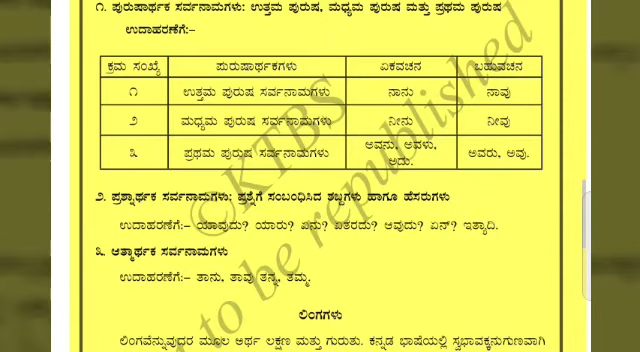 ೧. ಪುರುಷಾರ್ಥಕ ಸರ್ವನಾಮಗಳು: ಉತ್ತಮ ಪುರುಷ, ಮಧ್ಯಮ ಪುರುಷ ಮತ್ತು ಪ್ರಥಮ ಪುರುಷ
ಉದಾಹರಣೆಗೆ:–
ಕ್ರಮ ಸಂಖ್ಯೆ ಪುರುಷಾರ್ಥಕಗಳು ಏಕವಚನ ಬಹುವಚನ
೧ ಉತ್ತಮ ಪುರುಷ ಸರ್ವನಾಮಗಳು ನಾನು ನಾವು
೨ ಮಧ್ಯಮ ಪುರುಷ ಸರ್ವನಾಮಗಳು ನೀನು ನೀವು
೩ ಪ್ರಥಮ ಪುರುಷ ಸರ್ವನಾಮಗಳು ಅವನು, ಅವಳು, ಅದು. ಅವರು, ಅವು.
೨. ಪ್ರಶ್ನಾರ್ಥಕ ಸರ್ವನಾಮಗಳು: ಪ್ರಶ್ನೆಗೆ ಸಂಬಂಧಿಸಿದ ಶಬ್ದಗಳು ಹಾಗೂ ಹೆಸರುಗಳು
ಉದಾಹರಣೆಗೆ:– ಯಾವುದು? ಯಾರು? ಏನು? ಏತರದು? ಆವುದು? ಏನ್? ಇತ್ಯಾದಿ.
೩. ಆತ್ಮಾರ್ಥಕ ಸರ್ವನಾಮಗಳು
ಉದಾಹರಣೆಗೆ:– ತಾನು, ತಾವು ತನ್ನ, ತಮ್ಮ.
ಲಿಂಗಗಳು
ಲಿಂಗವೆನ್ನುವುದರ ಮೂಲ ಅರ್ಥ ಲಕ್ಷಣ ಮತ್ತು ಗುರುತು. ಕನ್ನಡ ಭಾಷೆಯಲ್ಲಿ ಸ್ವಭಾವಕ್ಕನುಗುಣವಾಗಿ
©KTBS
to be republished